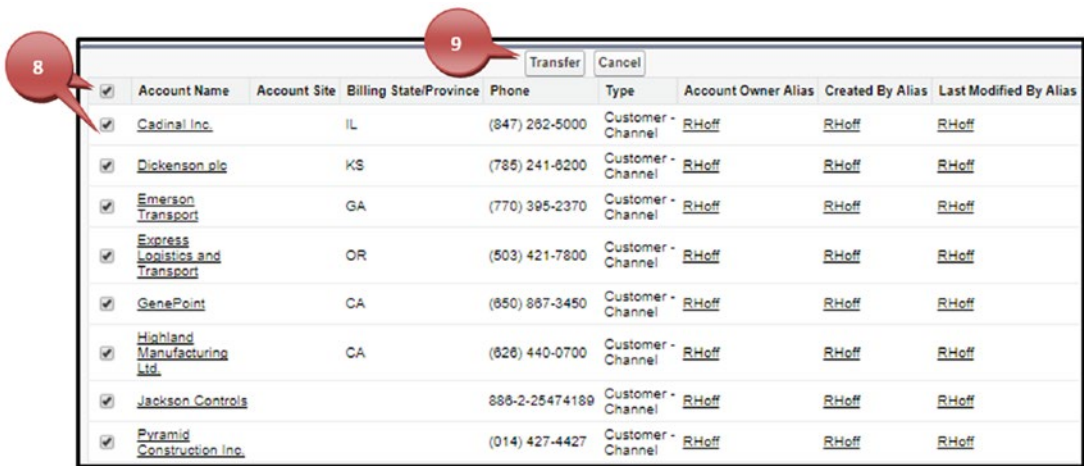 9
8
Transfer Cancel
Account Name Account Site Billing State/Province Phone Type Account Owner Alias Created By Alias Last Modified By Alias
Cadinal Inc. IL (847) 262-5000 Customer - Channel RHoff RHoff RHoff
Dickenson plc KS (785) 241-6200 Customer - Channel RHoff RHoff RHoff
Emerson Transport GA (770) 395-2370 Customer - Channel RHoff RHoff RHoff
Express Logistics and Transport OR (503) 421-7800 Customer - Channel RHoff RHoff RHoff
GenePoint CA (650) 867-3450 Customer - Channel RHoff RHoff RHoff
Highland Manufacturing Ltd. CA (626) 440-0700 Customer - Channel RHoff RHoff RHoff
Jackson Controls 886-2-25474189 Customer - Channel RHoff RHoff RHoff
Pyramid Construction Inc. (014) 427-4427 Customer - Channel RHoff RHoff RHoff